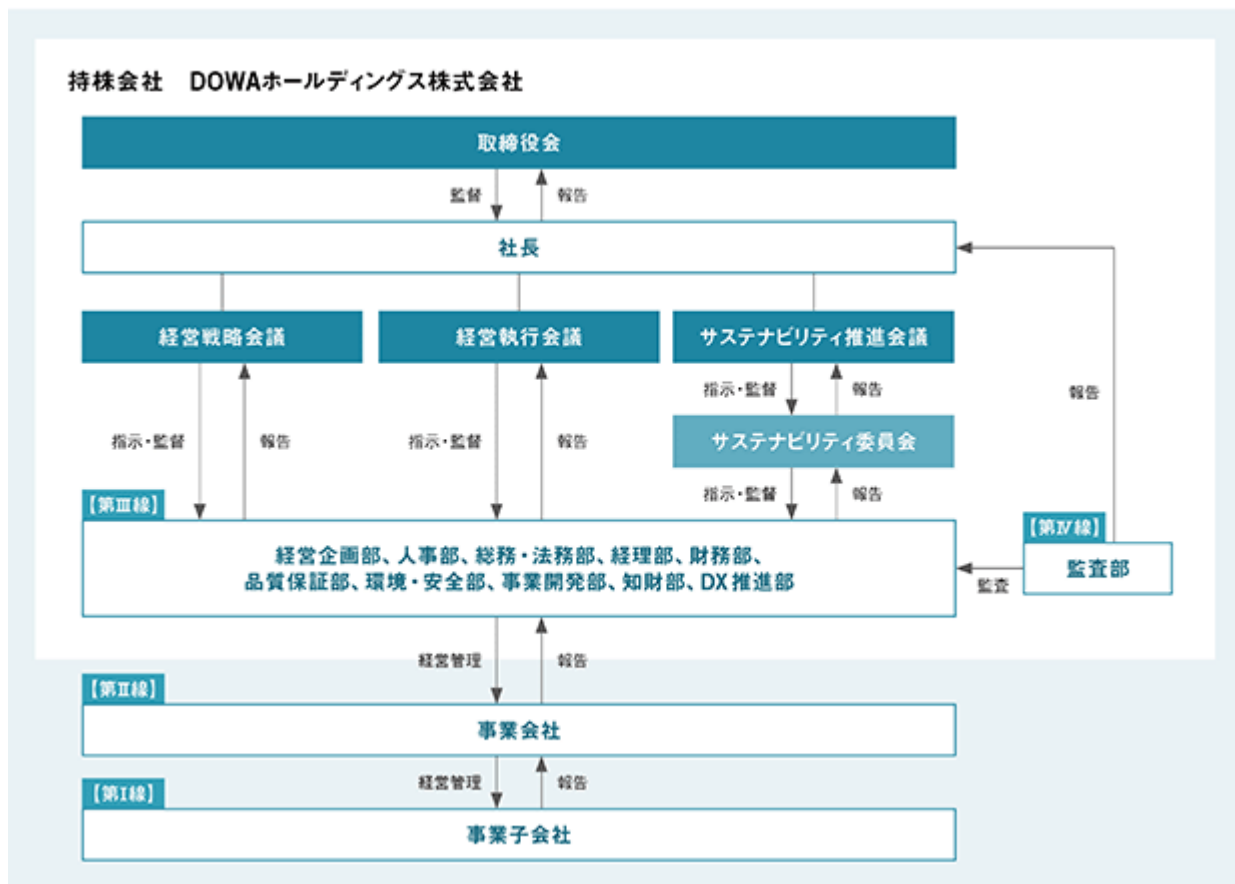 持株会社 DOWAホールディングス株式会社
取締役会
監督
報告
社長
経営戦略会議
経営執行会議
サステナビリティ推進会議
指示・監督
報告
報告
サステナビリティ委員会
指示・監督
報告
指示・監督
報告
指示・監督
報告
【第Ⅲ線】
経営企画部、人事部、総務・法務部、経理部、財務部、
品質保証部、環境・安全部、事業開発部、知財部、DX推進部
【第Ⅳ線】
監査部
監査
経営管理
報告
【第Ⅱ線】
事業会社
経営管理
報告
【第Ⅰ線】
事業子会社